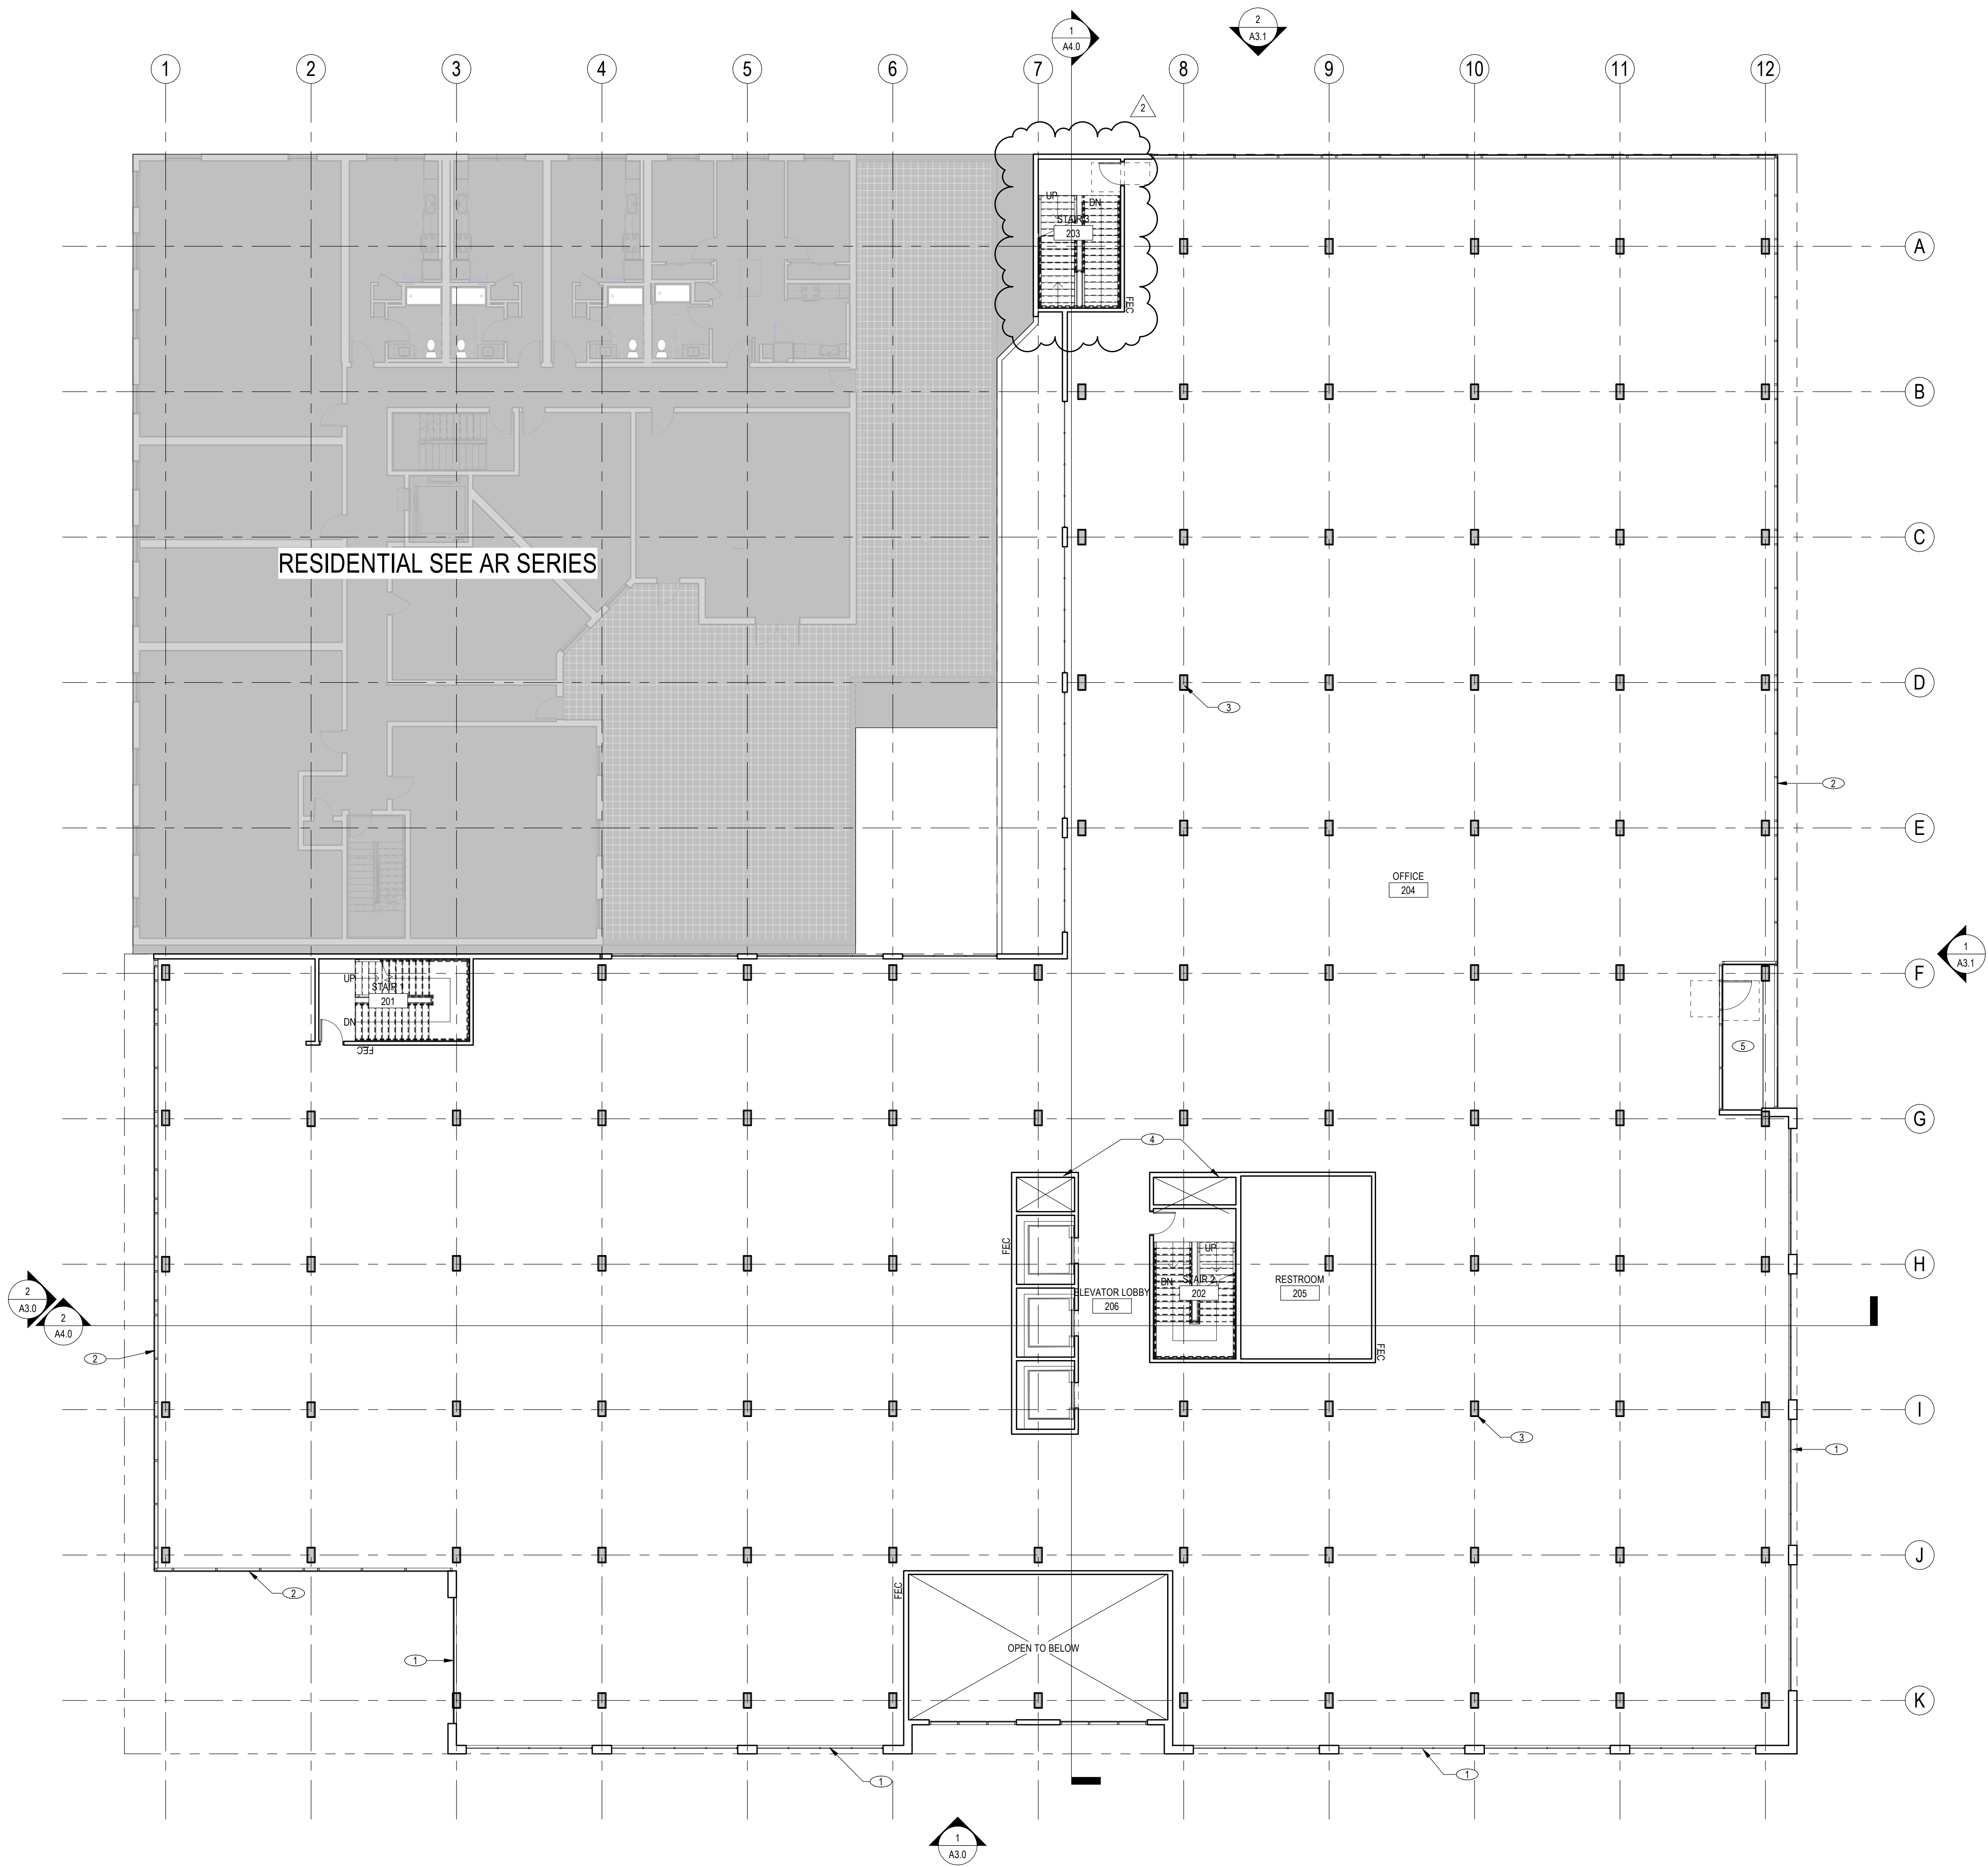 1
A4.0
2
A3.1
1
2
3
4
5
6
7
8
9
10
11
12
2
UP
DN
STAIR 3
203
FEC
A
B
C
RESIDENTIAL SEE AR SERIES
D
3
2
E
OFFICE
204
1
A3.1
F
UP
STAIR 1
201
DN
FEC
5
G
4
FEC
UP
H
DN
STAIR 2
202
RESTROOM
205
ELEVATOR LOBBY
206
2
A3.0
2
A4.0
FEC
2
I
3
1
J
2
FEC
OPEN TO BELOW
1
K
1
1
1
A3.0